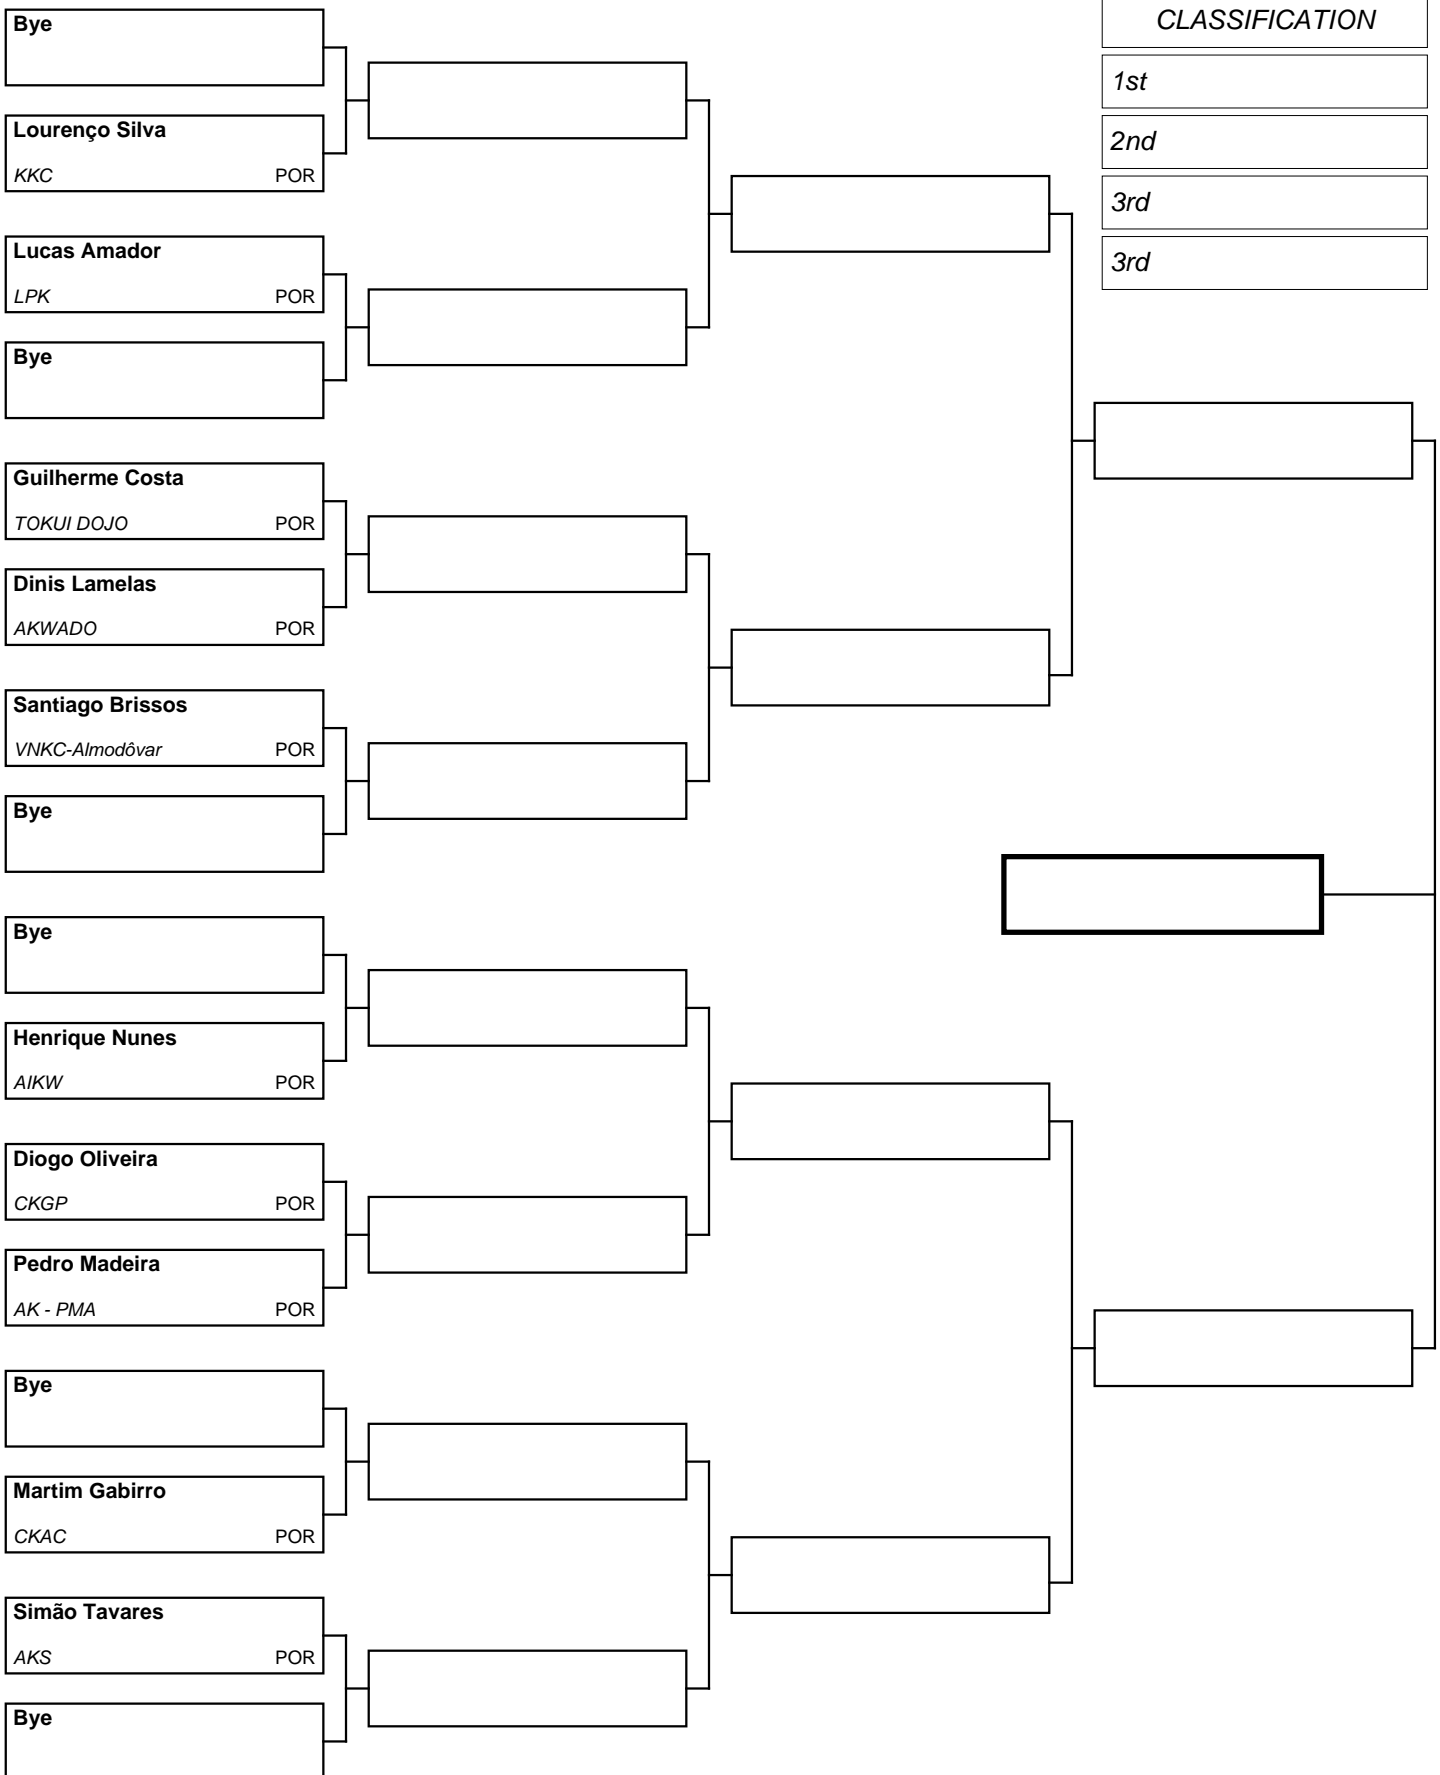 Bye
Lourenço Silva
KKC POR
Lucas Amador
LPK POR
Bye
Guilherme Costa
TOKUI DOJO POR
Dinis Lamelas
AKWADO POR
Santiago Brissos
VNKC-Almodôvar POR
Bye
Bye
Henrique Nunes
AIKW POR
Diogo Oliveira
CKGP POR
Pedro Madeira
AK - PMA POR
Bye
Martim Gabirro
CKAC POR
Simão Tavares
AKS POR
Bye
CLASSIFICATION
1st
2nd
3rd
3rd